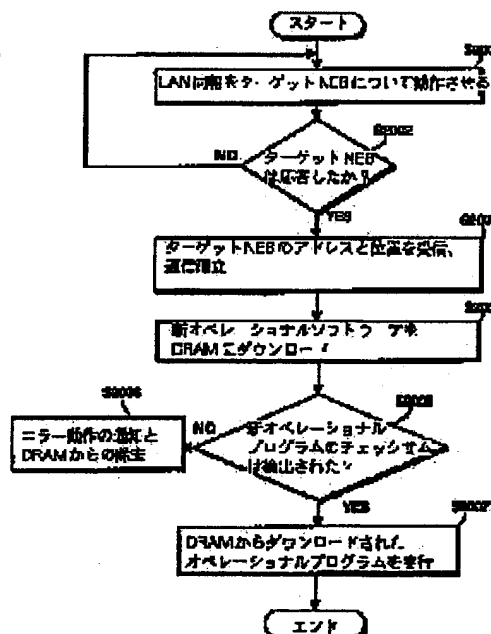 スタート
LAN同報をターゲットNEBについて動作させる
S2002
ターゲットNEB
は応答したか?
NO
YES
ターゲットNEBのアドレスと位置を受信、
通信確立
新オペレーショナルソフトウェアを
DRAMにダウンロード
新オペレーショナル
プログラムのチェックサム
は検出されたか
NO
YES
S2006
エラー動作の通知と
DRAMからの
S2007
DRAMからダウンロードされた
オペレーショナルプログラムを実行
エンド